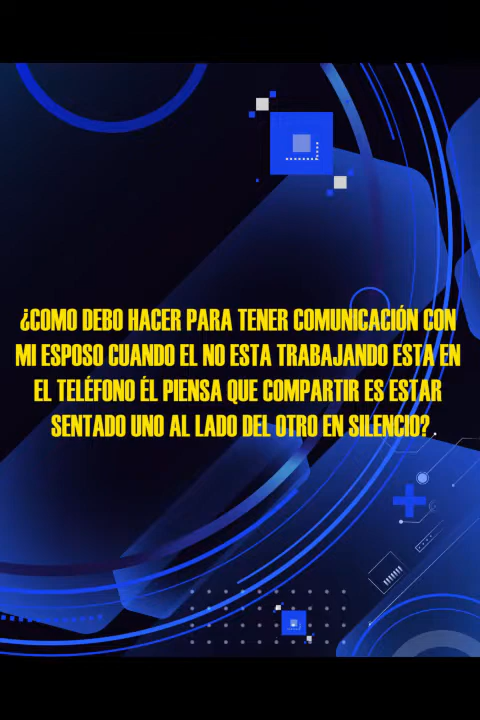 ¿COMO DEBO HACER PARA TENER COMUNICACIÓN CON
MI ESPOSO CUANDO EL NO ESTA TRABAJANDO ESTA EN
EL TELÉFONO ÉL PIENSA QUE COMPARTIR ES ESTAR
SENTADO UNO AL LADO DEL OTRO EN SILENCIO?